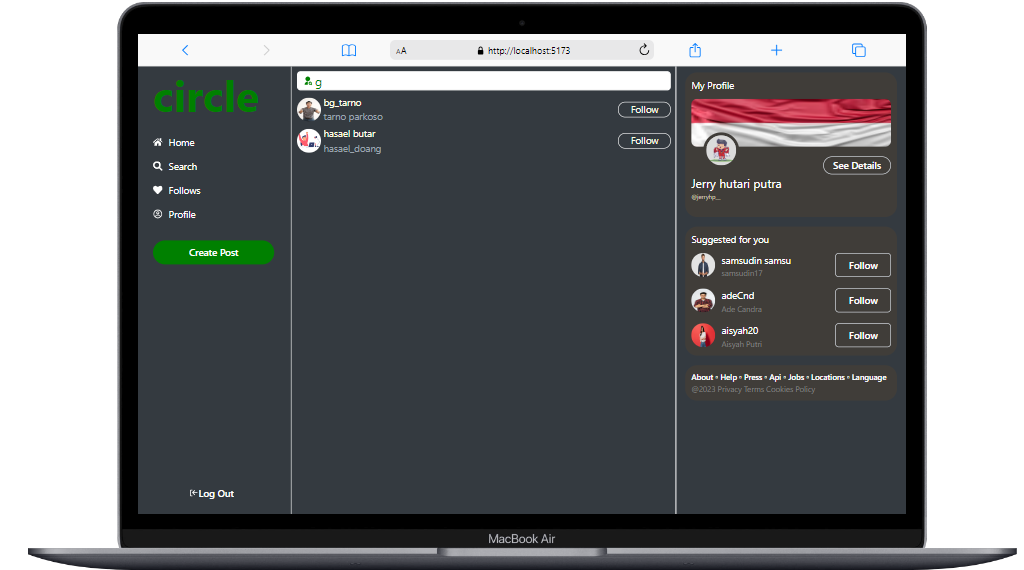 AA
http://localhost:5173
circle
Home
Search
Follows
Profile
Create Post
Log Out
g
bg_tarno
tarno parkoso
Follow
hasael butar
hasael_doang
Follow
My Profile
See Details
Jerry hutari putra
@jerryhp__
Suggested for you
samsudin samsu
samsudin17
Follow
adeCnd
Ade Candra
Follow
aisyah20
Aisyah Putri
Follow
About • Help • Press • Api • Jobs • Locations • Language
@2023 Privacy Terms Cookies Policy
MacBook Air